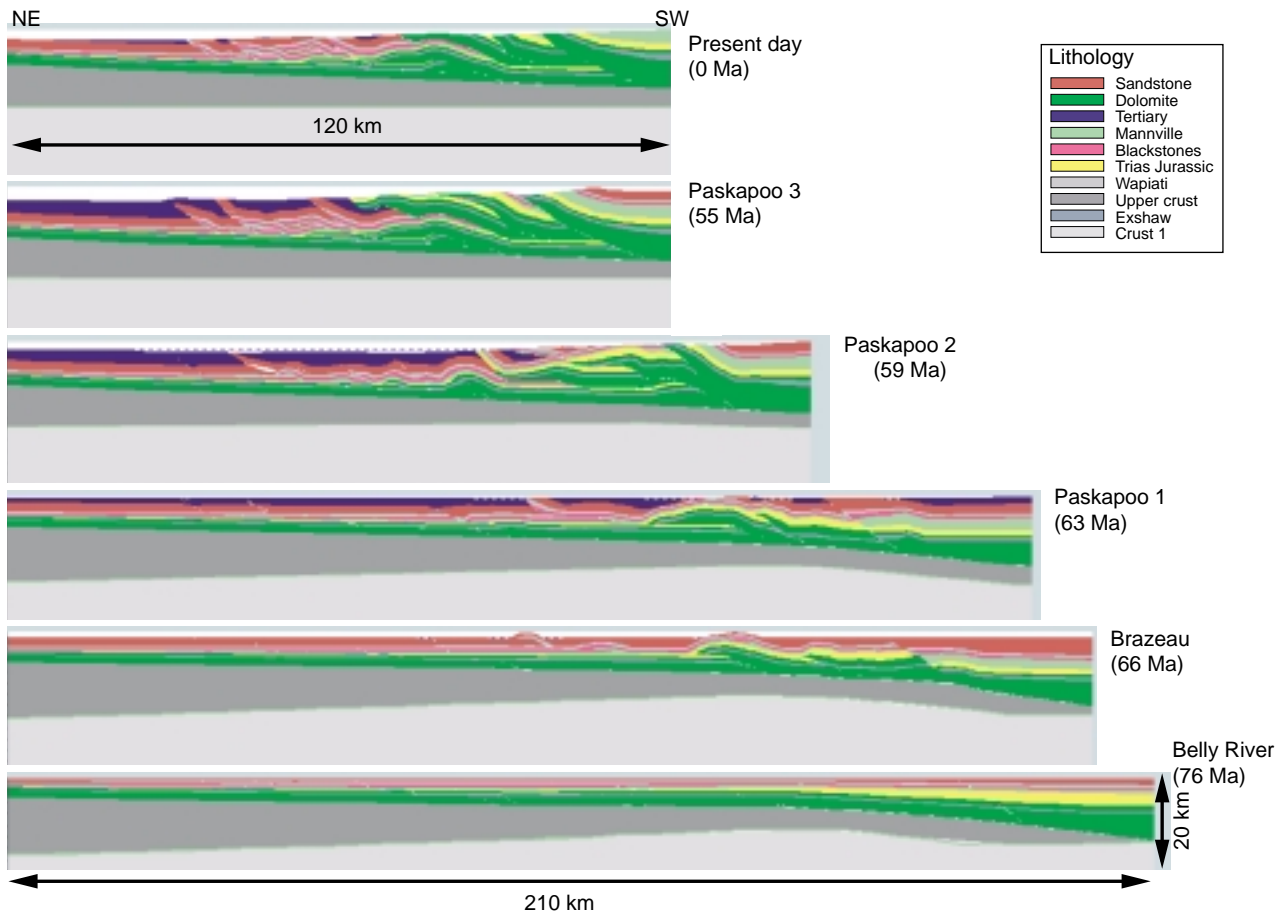 NE
SW
Present day
(0 Ma)
120 km
Lithology
Sandstone
Dolomite
Tertiary
Mannville
Blackstones
Trias Jurassic
Wapiati
Upper crust
Exshaw
Crust 1
Paskapoo 3
(55 Ma)
Paskapoo 2
(59 Ma)
Paskapoo 1
(63 Ma)
Brazeau
(66 Ma)
Belly River
(76 Ma)
20 km
210 km